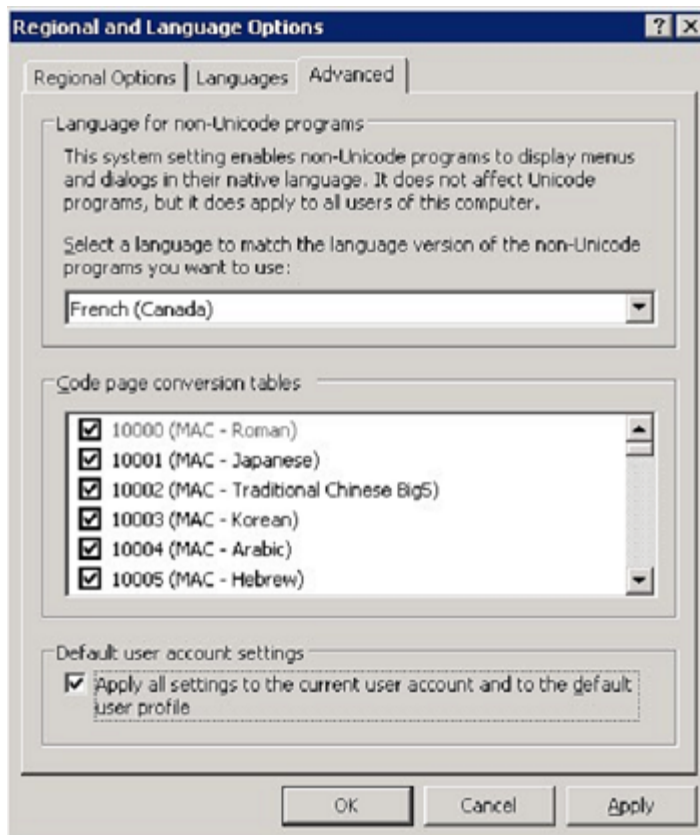 Regional and Language Options
Regional Options
Languages
Advanced
Language for non-Unicode programs
This system setting enables non-Unicode programs to display menus
and dialogs in their native language. It does not affect Unicode
programs, but it does apply to all users of this computer.
Select a language to match the language version of the non-Unicode
programs you want to use:
French (Canada)
Code page conversion tables
10000 (MAC - Roman)
10001 (MAC - Japanese)
10002 (MAC - Traditional Chinese Big5)
10003 (MAC - Korean)
10004 (MAC - Arabic)
10005 (MAC - Hebrew)
Default user account settings
Apply all settings to the current user account and to the default
user profile
OK
Cancel
Apply